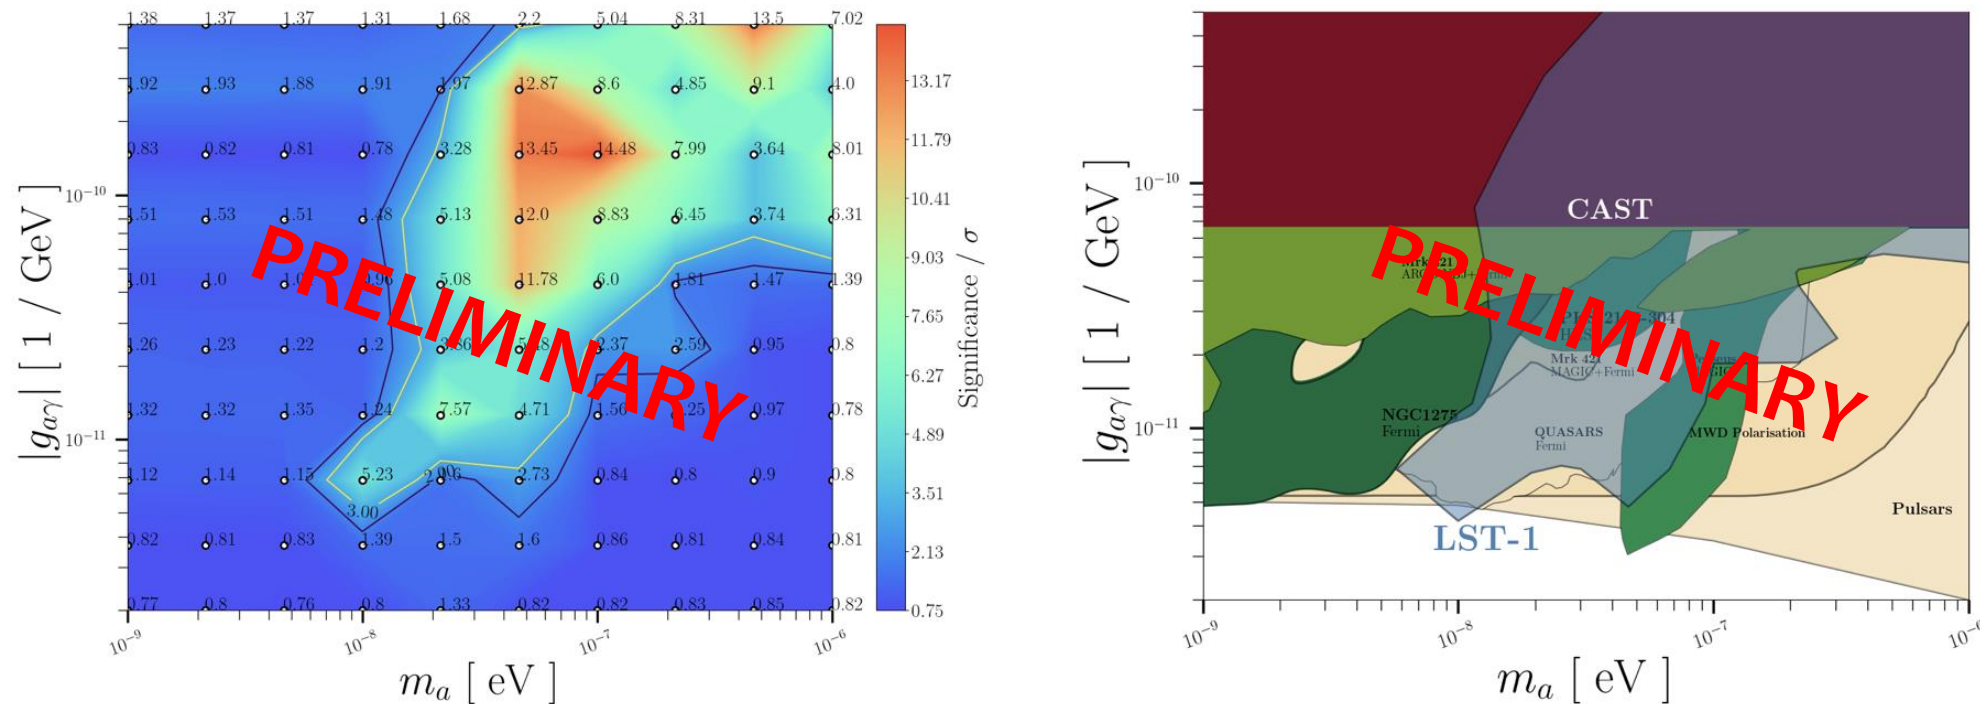 1.38 1.37 1.37 1.31 1.68 2.2 5.04 8.31 13.5 7.02
1.92 1.93 1.88 1.91 1.97 12.87 8.6 4.85 9.1 4.0
0.83 0.82 0.81 0.78 3.28 13.45 14.48 7.99 3.64 8.01
1.51 1.53 1.51 1.48 5.13 12.0 8.83 6.45 3.74 6.31
1.01 1.0 5.08 11.78 6.0 1.81 1.47 1.39
1.26 1.23 1.22 1.2 2.37 2.59 0.95 0.8
1.32 1.32 1.35 1.24 7.57 4.71 0.97 0.78
1.12 1.14 1.15 5.23 2.73 0.84 0.8 0.9 0.8
3.00
0.82 0.81 0.83 1.39 1.5 1.6 0.86 0.81 0.84 0.81
0.77 0.8 0.76 0.8 1.33 0.82 0.82 0.83 0.85 0.82
PRELIMINARY
10⁻¹⁰
10⁻¹¹
|g_{aγ}| [ 1 / GeV ]
10⁻⁹ 10⁻⁸ 10⁻⁷ 10⁻⁶
m_a [ eV ]
13.17
11.79
10.41
9.03
7.65
6.27
4.89
3.51
2.13
0.75
Significance / σ
10⁻¹⁰
10⁻¹¹
|g_{aγ}| [ 1 / GeV ]
CAST
PRELIMINARY
Mrk 421
MAGIC+Fermi
NGC1275
Fermi
QUASARS
Fermi
MWD Polarisation
Pulsars
LST-1
10⁻⁹ 10⁻⁸ 10⁻⁷
m_a [ eV ]